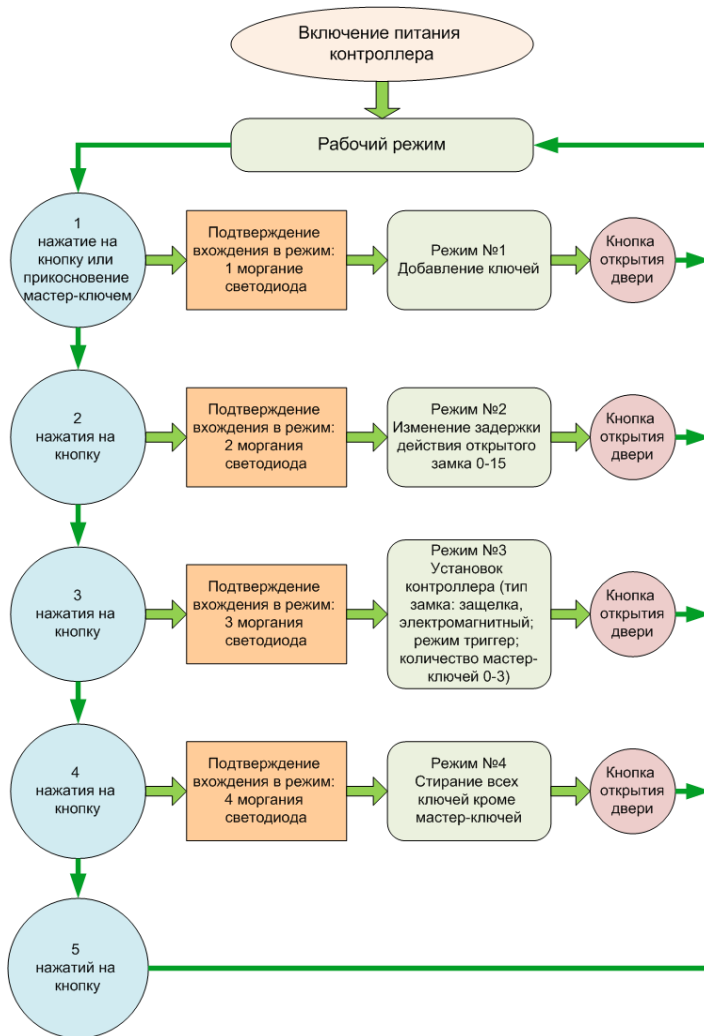 Включение питания
контроллера
Рабочий режим
1
нажатие на
кнопку или
прикосновение
мастер-ключем
Подтверждение
вхождения в режим:
1 моргание
светодиода
Режим №1
Добавление ключей
Кнопка
открытия
двери
2
нажатия на
кнопку
Подтверждение
вхождения в режим:
2 моргания
светодиода
Режим №2
Изменение задержки
действия открытого
замка 0-15
Кнопка
открытия
двери
3
нажатия на
кнопку
Подтверждение
вхождения в режим:
3 моргания
светодиода
Режим №3
Установок
контроллера (тип
замка: защелка,
электромагнитный;
режим триггер;
количество мастер-
ключей 0-3)
Кнопка
открытия
двери
4
нажатия на
кнопку
Подтверждение
вхождения в режим:
4 моргания
светодиода
Режим №4
Стирание всех
ключей кроме
мастер-ключей
Кнопка
открытия
двери
5
нажатий на
кнопку